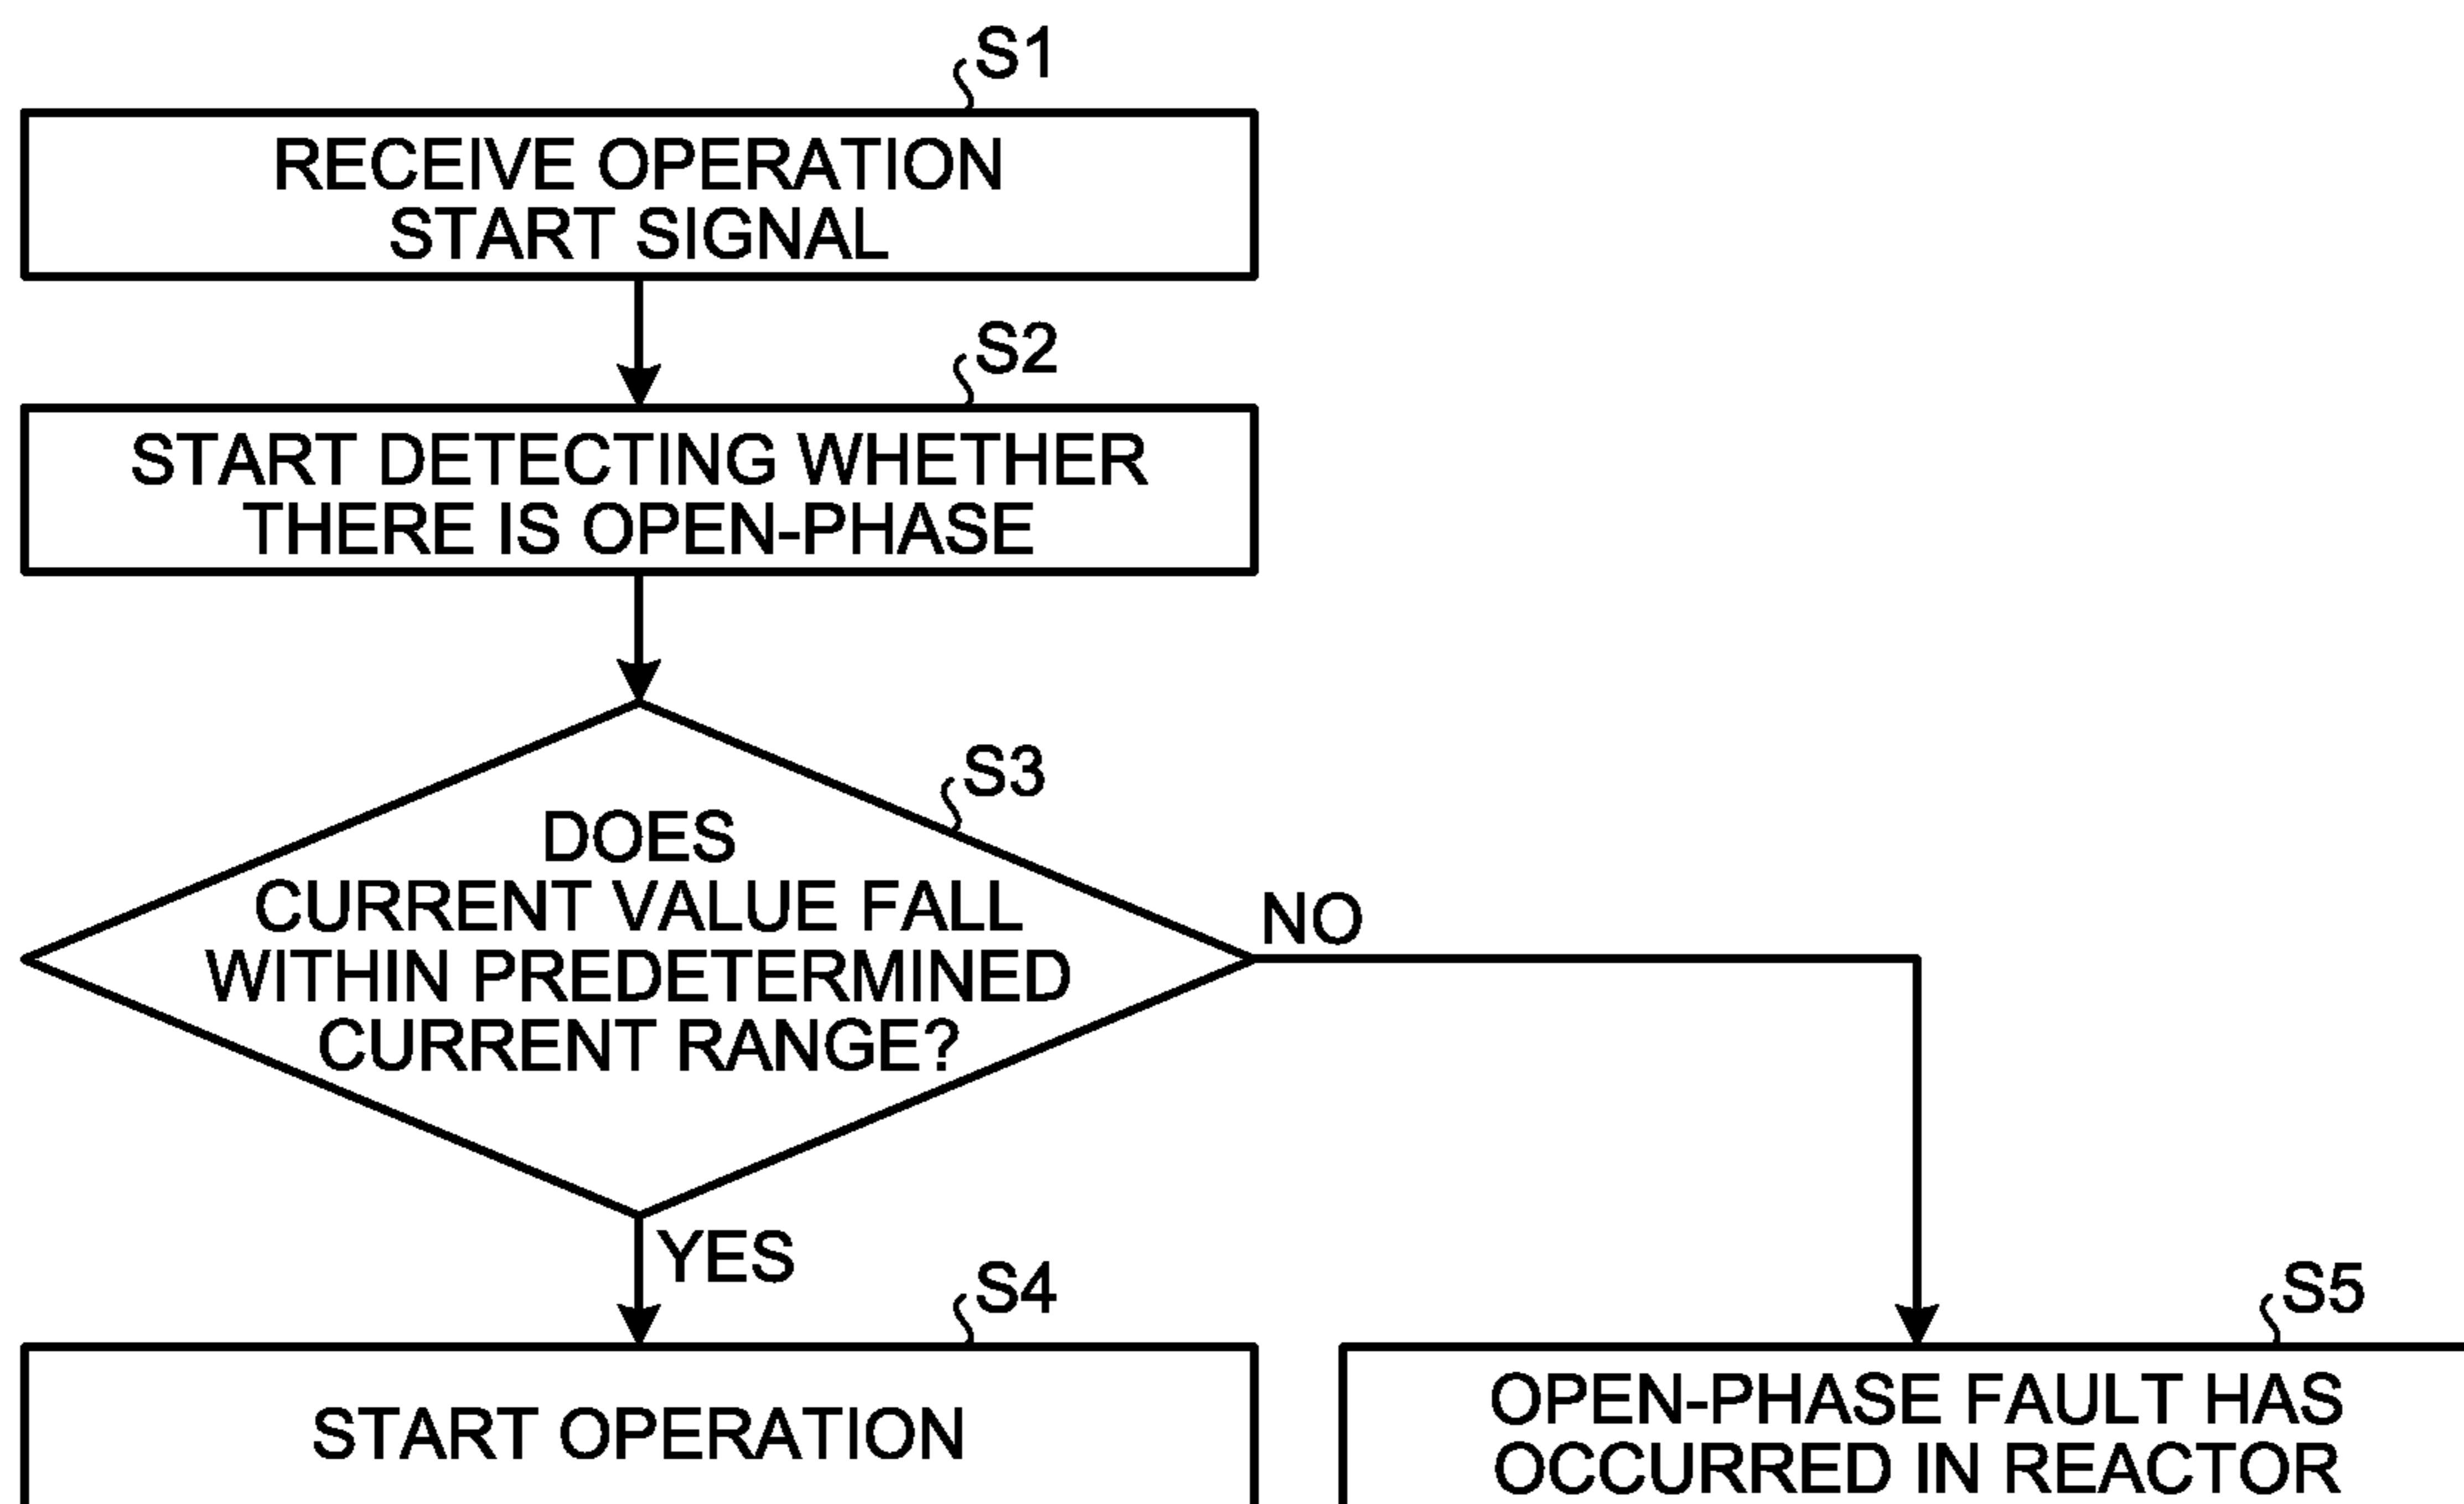 S1
RECEIVE OPERATION
START SIGNAL
S2
START DETECTING WHETHER
THERE IS OPEN-PHASE
S3
DOES
CURRENT VALUE FALL
WITHIN PREDETERMINED
CURRENT RANGE?
NO
YES
S4
START OPERATION
S5
OPEN-PHASE FAULT HAS
OCCURRED IN REACTOR